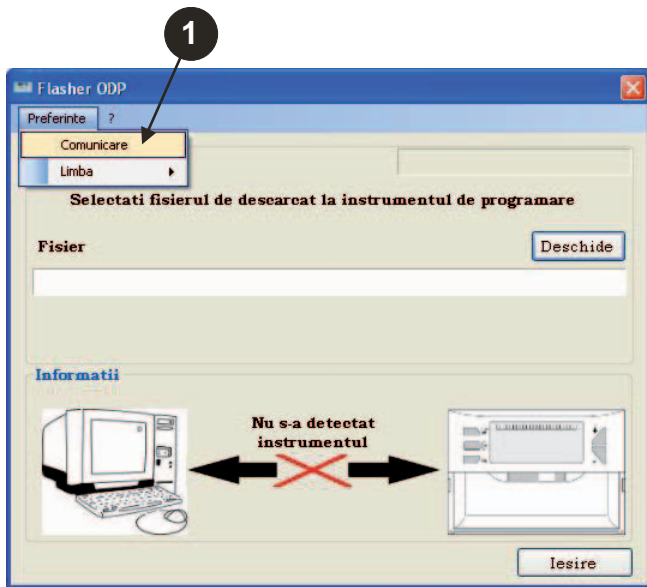 1
Flasher ODP
Preferinte ?
Comunicare
Limba
Selectati fisierul de descarcat la instrumentul de programare
Fisier
Deschide
Informatii
Nu s-a detectat
instrumentul
Iesire